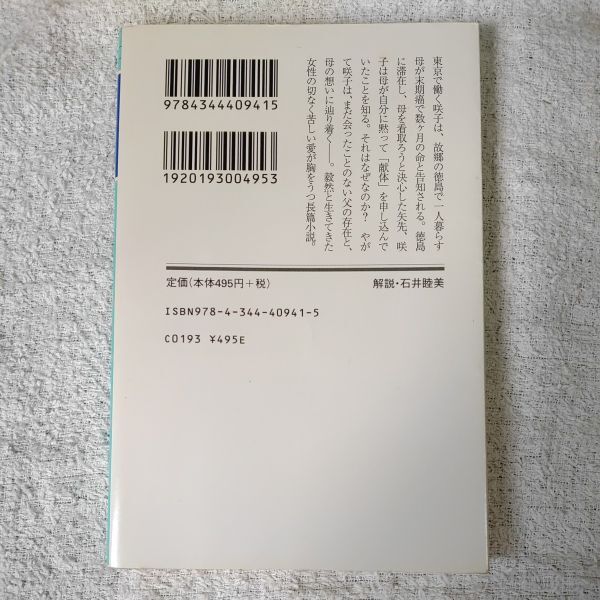 9784344409415
1920193004953
東京で働く咲子は、故郷の徳島で一人暮らす
母が末期癌で数ヶ月の命と告知される。徳島
に滞在し、母を看取ろうと決心した矢先、咲
子は母が自分に黙って「献体」を申し込んで
いたことを知る。それはなぜなのか？　やが
て咲子は、まだ会ったことのない父の存在と、
母の想いに辿り着く——。毅然と生きてきた
女性の切なく苦しい愛が胸をうつ長篇小説。
定価（本体495円＋税）
解説・石井睦美
ISBN978-4-344-40941-5
C0193 ¥495E